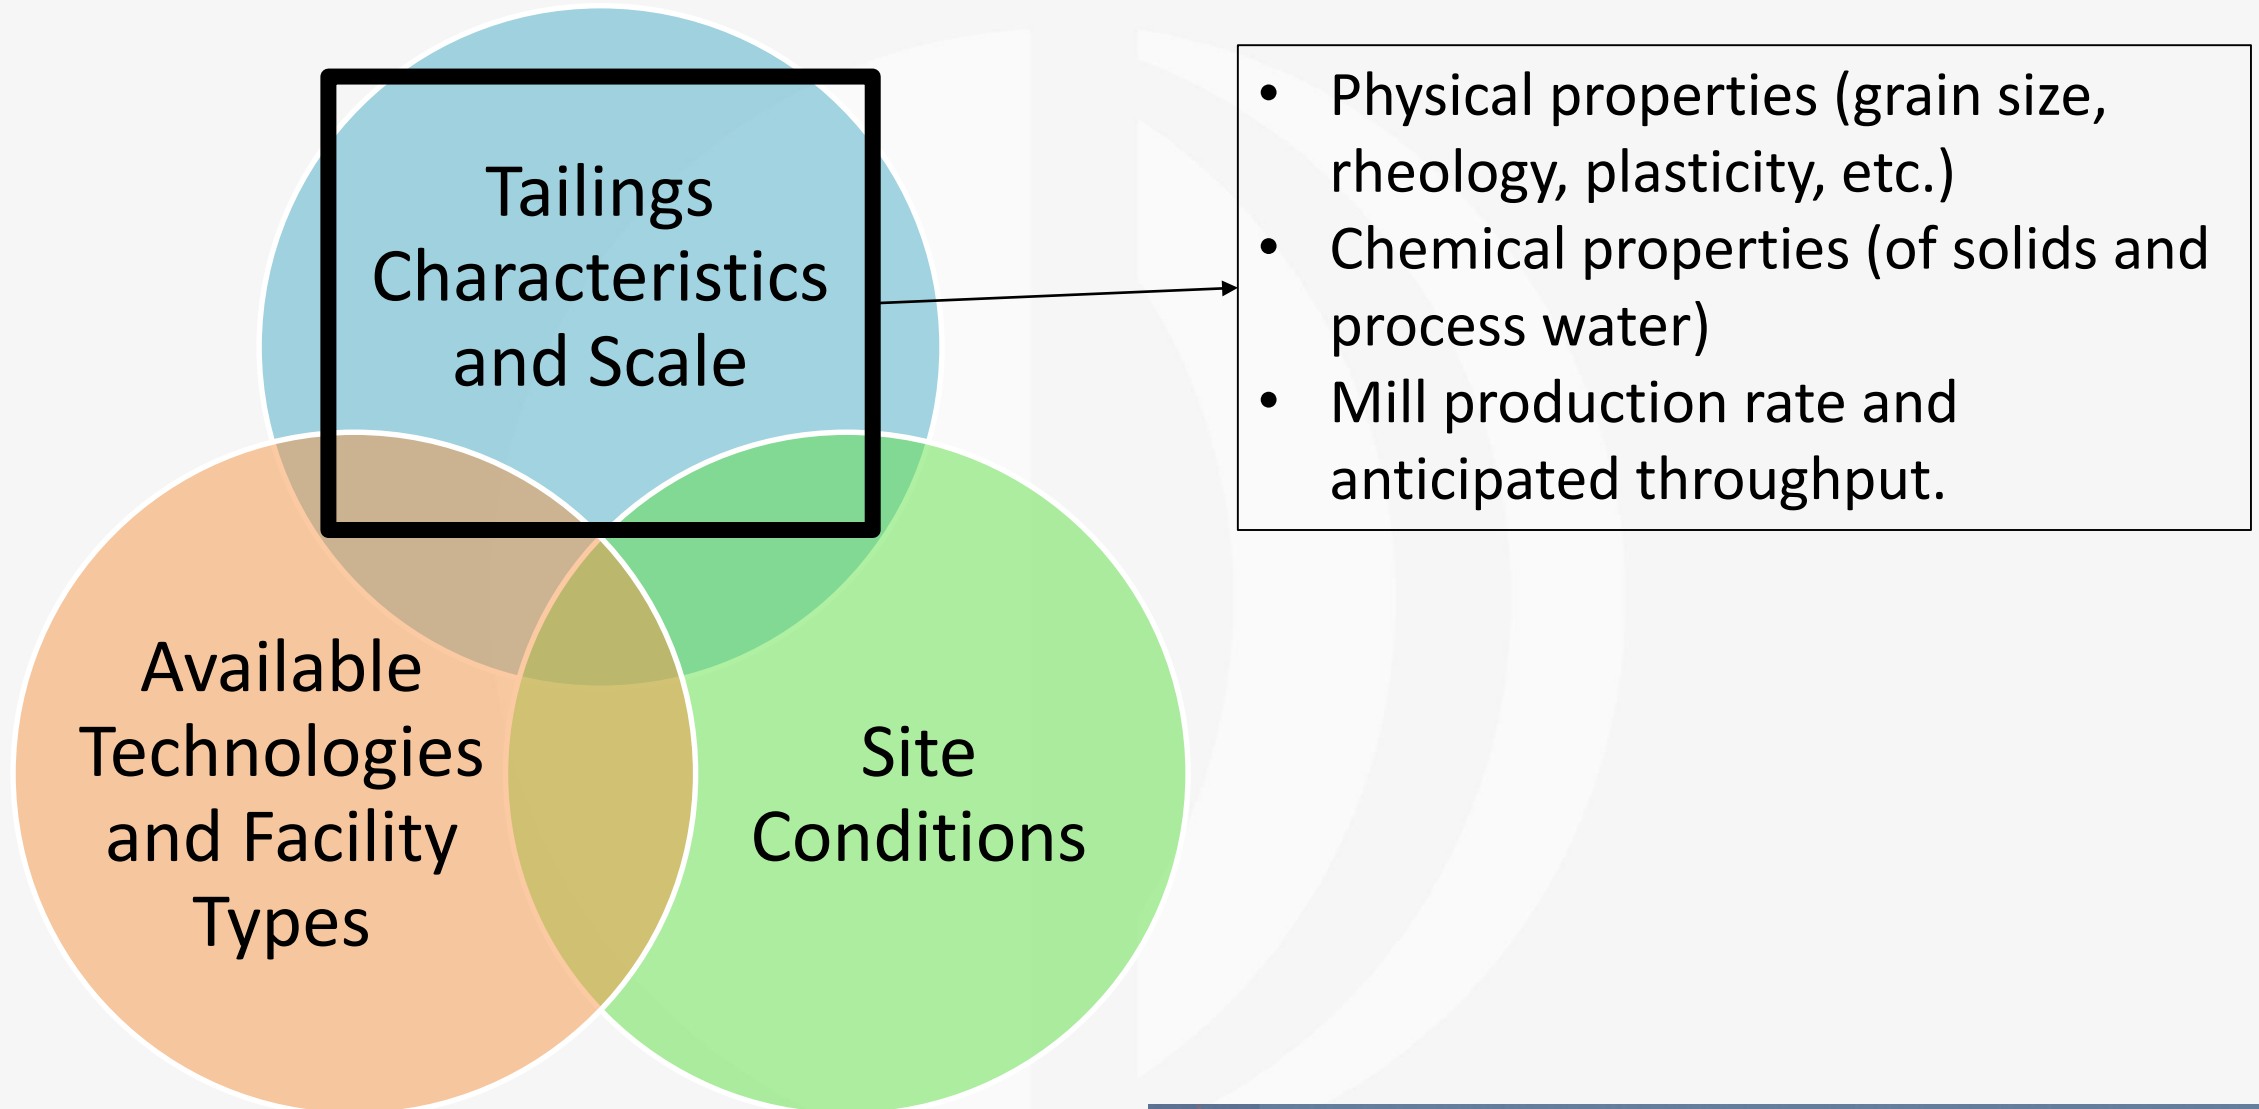 Tailings
Characteristics
and Scale
• Physical properties (grain size,
rheology, plasticity, etc.)
• Chemical properties (of solids and
process water)
• Mill production rate and
anticipated throughput.
Available
Technologies
and Facility
Types
Site
Conditions